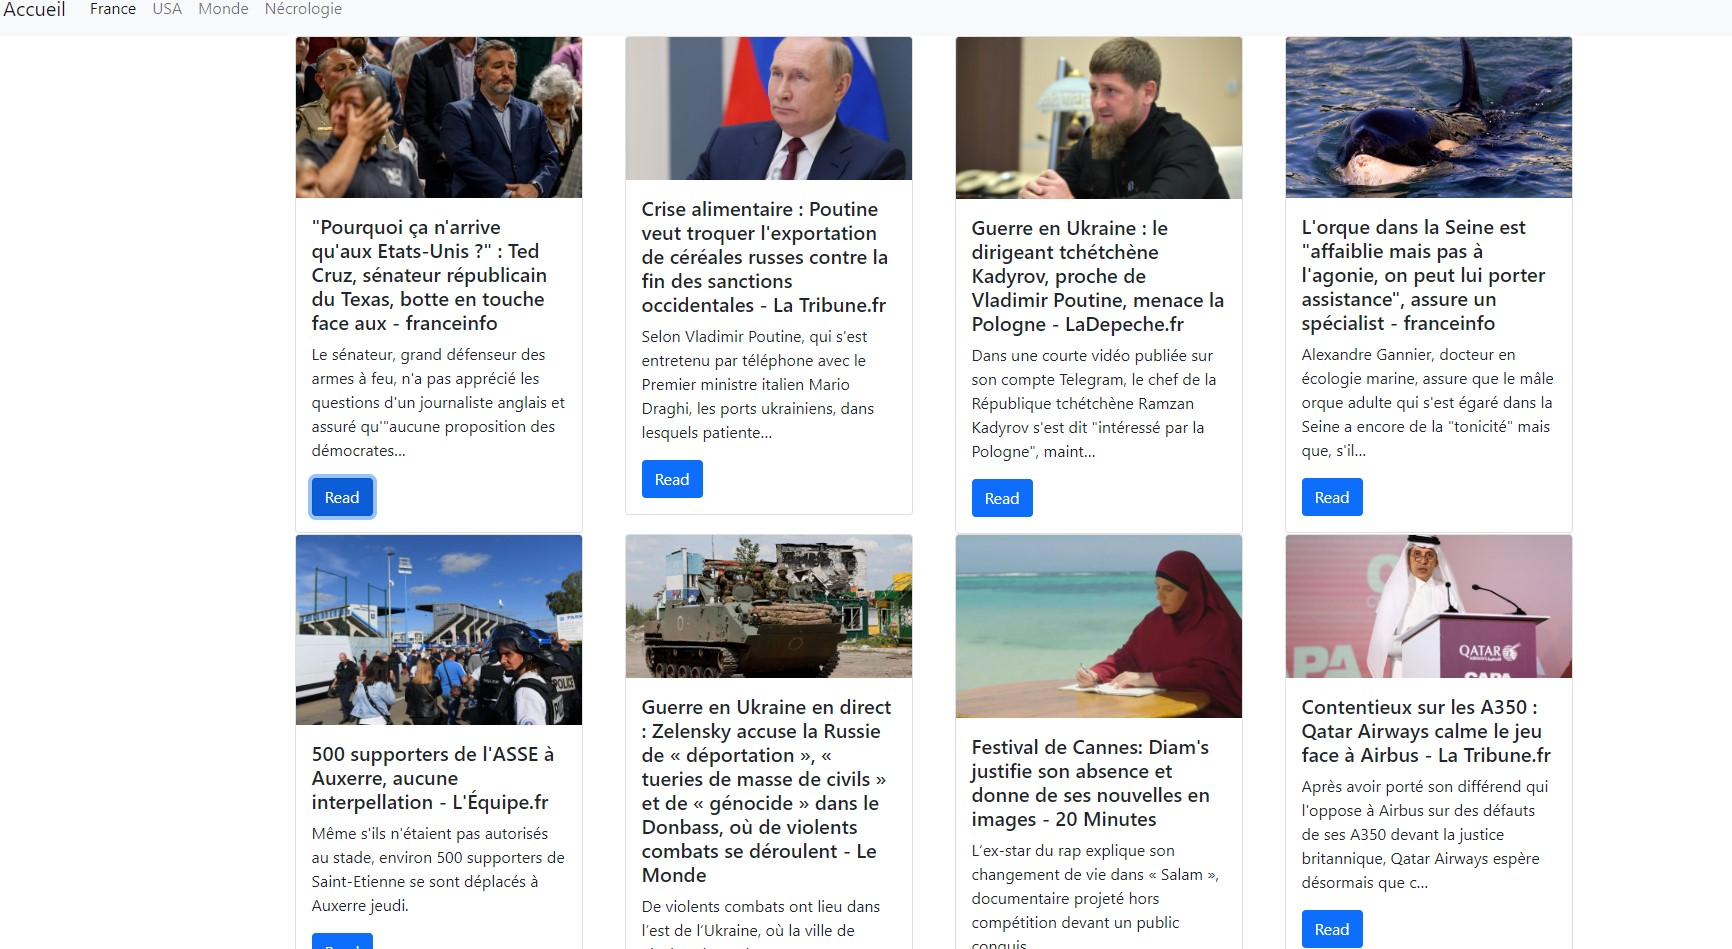 Accueil France USA Monde Nécrologie
"Pourquoi ça n'arrive
qu'aux Etats-Unis ?" : Ted
Cruz, sénateur républicain
du Texas, botte en touche
face aux - franceinfo
Le sénateur, grand défenseur des
armes à feu, n'a pas apprécié les
questions d'un journaliste anglais et
assuré qu'"aucune proposition des
démocrates...
Read
Crise alimentaire : Poutine
veut troquer l'exportation
de céréales russes contre la
fin des sanctions
occidentales - La Tribune.fr
Selon Vladimir Poutine, qui s'est
entretenu par téléphone avec le
Premier ministre italien Mario
Draghi, les ports ukrainiens, dans
lesquels patiente...
Read
Guerre en Ukraine : le
dirigeant tchétchène
Kadyrov, proche de
Vladimir Poutine, menace la
Pologne - LaDepeche.fr
Dans une courte vidéo publiée sur
son compte Telegram, le chef de la
République tchétchène Ramzan
Kadyrov s'est dit "intéressé par la
Pologne", maint...
Read
L'orque dans la Seine est
"affaiblie mais pas à
l'agonie, on peut lui porter
assistance", assure un
spécialist - franceinfo
Alexandre Gannier, docteur en
écologie marine, assure que le mâle
orque adulte qui s'est égaré dans la
Seine a encore de la "tonicité" mais
que, s'il...
Read
POLICE
500 supporters de l'ASSE à
Auxerre, aucune
interpellation - L'Équipe.fr
Même s'ils n'étaient pas autorisés
au stade, environ 500 supporters de
Saint-Etienne se sont déplacés à
Auxerre jeudi.
Read
Guerre en Ukraine en direct
: Zelensky accuse la Russie
de « déportation », «
tueries de masse de civils »
et de « génocide » dans le
Donbass, où de violents
combats se déroulent - Le
Monde
De violents combats ont lieu dans
l'est de l'Ukraine, où la ville de
Festival de Cannes: Diam's
justifie son absence et
donne de ses nouvelles en
images - 20 Minutes
L'ex-star du rap explique son
changement de vie dans « Salam »,
documentaire projeté hors
compétition devant un public
conquis
QATAR
CAPA
Contentieux sur les A350 :
Qatar Airways calme le jeu
face à Airbus - La Tribune.fr
Après avoir porté son différend qui
l'oppose à Airbus sur des défauts
de ses A350 devant la justice
britannique, Qatar Airways espère
désormais que c...
Read